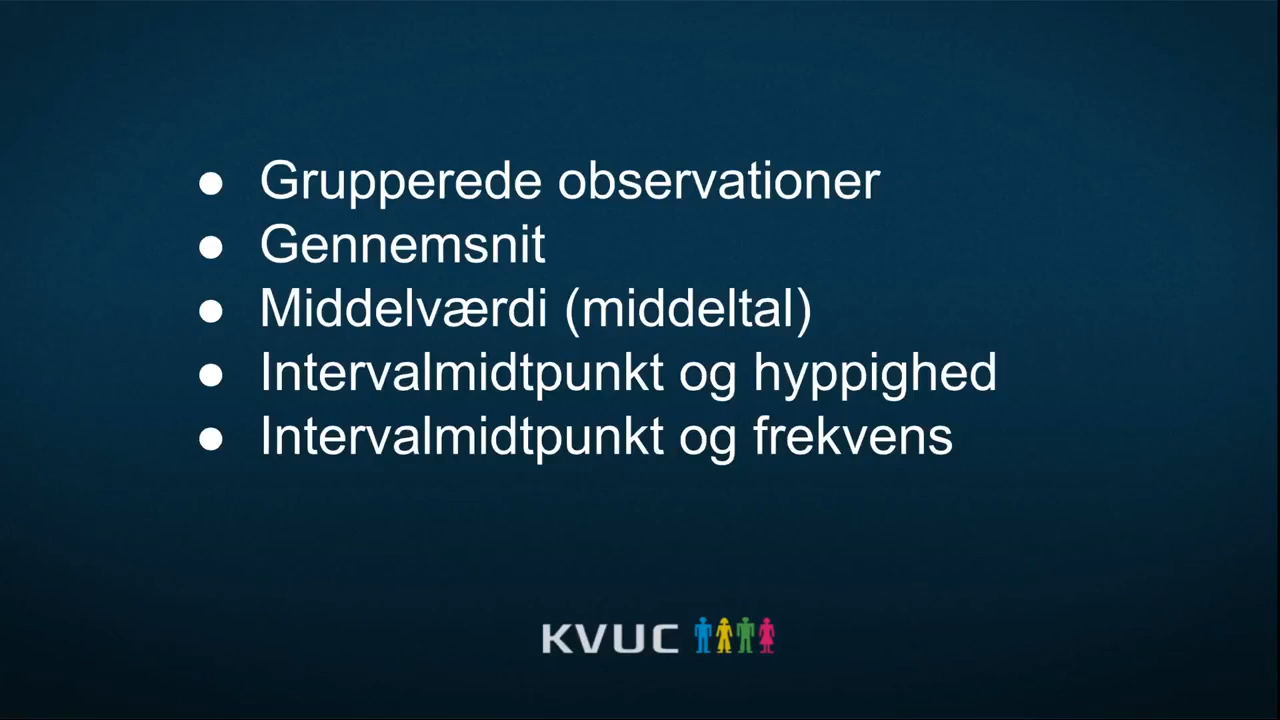 ● Grupperede observationer
● Gennemsnit
● Middelværdi (middeltal)
● Intervalmidtpunkt og hyppighed
● Intervalmidtpunkt og frekvens
KVUC